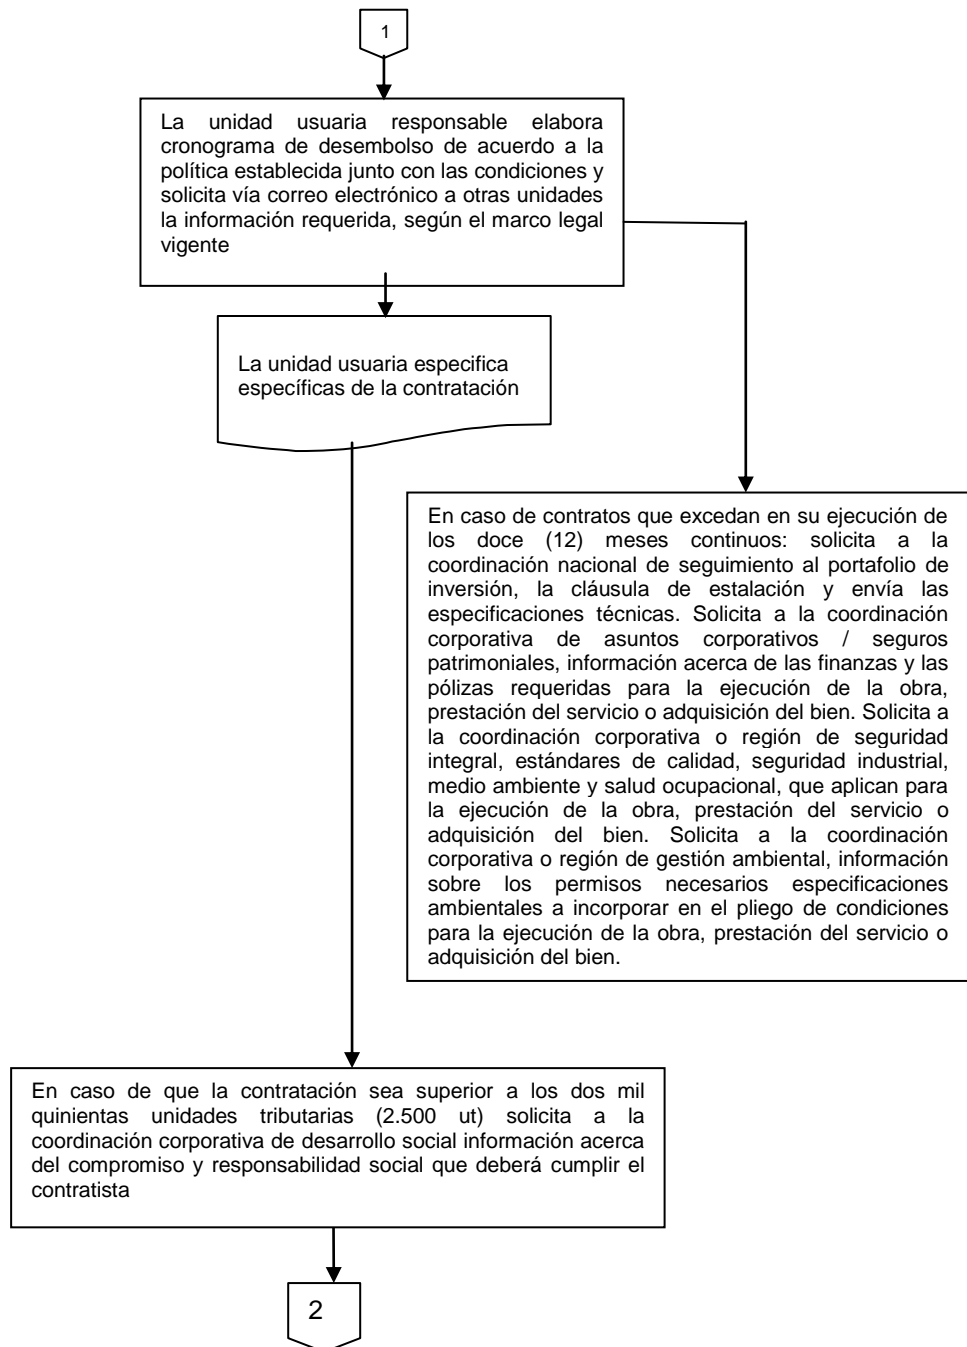 1
La unidad usuaria responsable elabora
cronograma de desembolso de acuerdo a la
política establecida junto con las condiciones y
solicita vía correo electrónico a otras unidades
la información requerida, según el marco legal
vigente
La unidad usuaria especifica
específicas de la contratación
En caso de contratos que excedan en su ejecución de
los doce (12) meses continuos: solicita a la
coordinación nacional de seguimiento al portafolio de
inversión, la cláusula de estalación y envía las
especificaciones técnicas. Solicita a la coordinación
corporativa de asuntos corporativos / seguros
patrimoniales, información acerca de las finanzas y las
pólizas requeridas para la ejecución de la obra,
prestación del servicio o adquisición del bien. Solicita a
la coordinación corporativa o región de seguridad
integral, estándares de calidad, seguridad industrial,
medio ambiente y salud ocupacional, que aplican para
la ejecución de la obra, prestación del servicio o
adquisición del bien. Solicita a la coordinación
corporativa o región de gestión ambiental, información
sobre los permisos necesarios especificaciones
ambientales a incorporar en el pliego de condiciones
para la ejecución de la obra, prestación del servicio o
adquisición del bien.
En caso de que la contratación sea superior a los dos mil
quinientas unidades tributarias (2.500 ut) solicita a la
coordinación corporativa de desarrollo social información acerca
del compromiso y responsabilidad social que deberá cumplir el
contratista
2